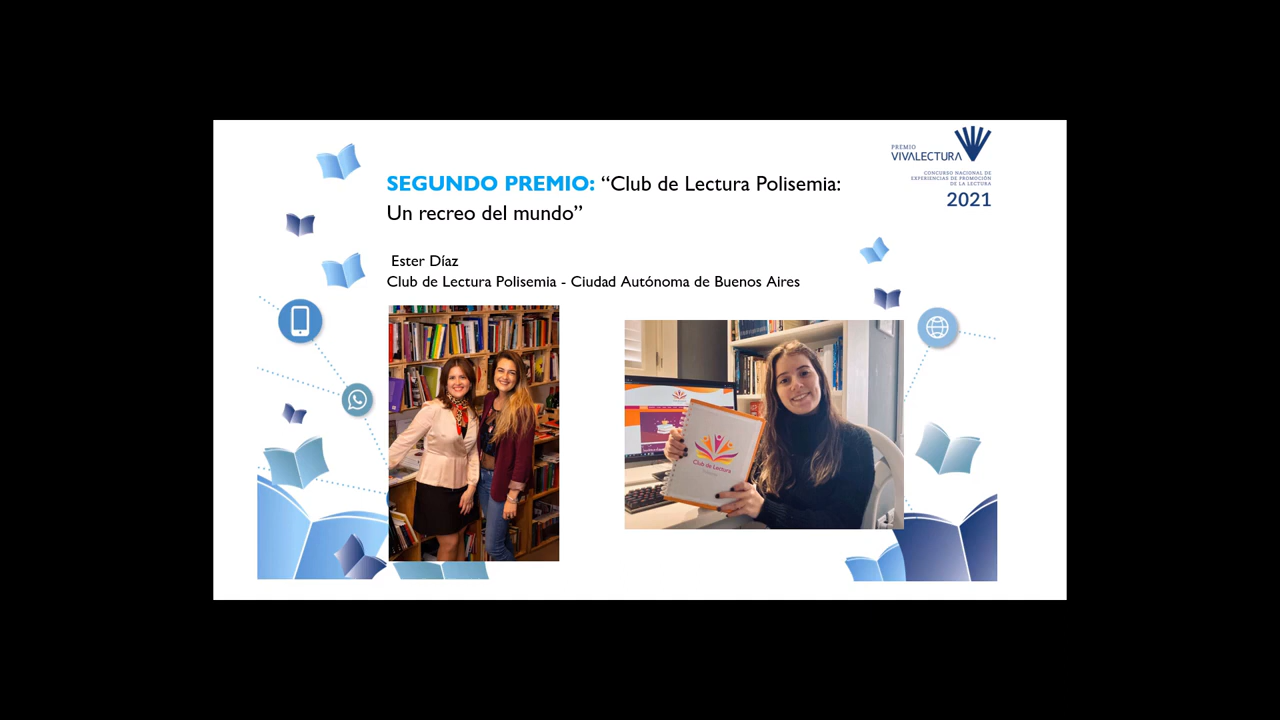 PREMIO
VIVALECTURA
CONCURSO NACIONAL DE
EXPERIENCIAS DE PROMOCIÓN
DE LA LECTURA
2021
SEGUNDO PREMIO: “Club de Lectura Polisemia:
Un recreo del mundo”
Ester Díaz
Club de Lectura Polisemia - Ciudad Autónoma de Buenos Aires
Club de Lectura